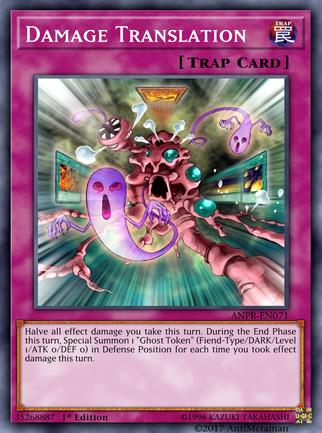 DAMAGE TRANSLATION
TRAP
罠
[TRAP CARD]
ANPR-EN071
Halve all effect damage you take this turn. During the End Phase
this turn, Special Summon 1 "Ghost Token" (Fiend-Type/DARK/Level
1/ATK 0/DEF 0) in Defense Position for each time you took effect
damage this turn.
35268887 1st Edition ©1996 KAZUKI TAKAHASHI
©2017 AntiMetaman